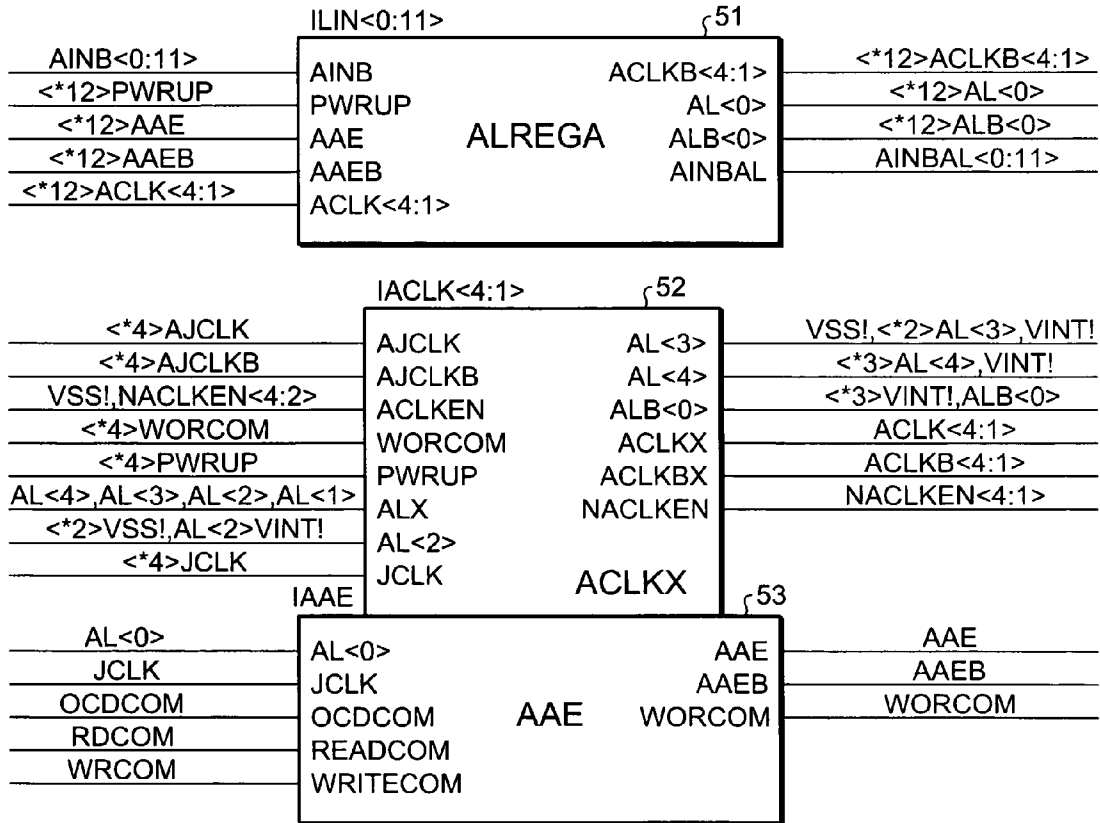 ILIN<0:11>
51
AINB<0:11>
<*12>PWRUP
<*12>AAE
<*12>AAEB
<*12>ACLK<4:1>
AINB
PWRUP
AAE
AAEB
ACLK<4:1>
ALREGA
ACLKB<4:1>
AL<0>
ALB<0>
AINBAL
<*12>ACLKB<4:1>
<*12>AL<0>
<*12>ALB<0>
AINBAL<0:11>
IACLK<4:1>
52
<*4>AJCLK
<*4>AJCLKB
VSS!,NACLKEN<4:2>
<*4>WORCOM
<*4>PWRUP
AL<4>,AL<3>,AL<2>,AL<1>
<*2>VSS!,AL<2>VINT!
<*4>JCLK
AJCLK
AJCLKB
ACLKEN
WORCOM
PWRUP
ALX
AL<2>
JCLK
ACLKX
AL<3>
AL<4>
ALB<0>
ACLKX
ACLKBX
NACLKEN
VSS!,<*2>AL<3>,VINT!
<*3>AL<4>,VINT!
<*3>VINT!,ALB<0>
ACLK<4:1>
ACLKB<4:1>
NACLKEN<4:1>
IAAE
53
AL<0>
JCLK
OCDCOM
RDCOM
WRCOM
AL<0>
JCLK
OCDCOM
READCOM
WRITECOM
AAE
AAE
AAEB
WORCOM
AAE
AAEB
WORCOM